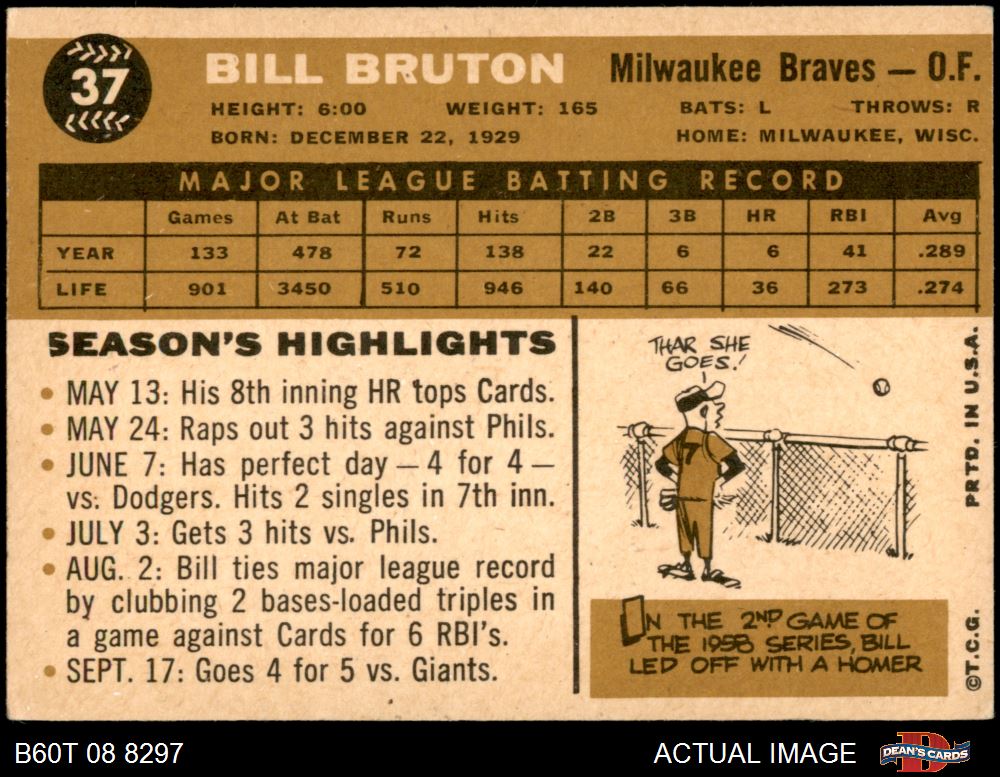 37
BILL BRUTON Milwaukee Braves — O.F.
HEIGHT: 6:00 WEIGHT: 165 BATS: L THROWS: R
BORN: DECEMBER 22, 1929 HOME: MILWAUKEE, WISC.
MAJOR LEAGUE BATTING RECORD
Games At Bat Runs Hits 2B 3B HR RBI Avg
YEAR 133 478 72 138 22 6 6 41 .289
LIFE 901 3450 510 946 140 66 36 273 .274
SEASON'S HIGHLIGHTS
• MAY 13: His 8th inning HR tops Cards.
• MAY 24: Raps out 3 hits against Phils.
• JUNE 7: Has perfect day — 4 for 4 —
vs. Dodgers. Hits 2 singles in 7th inn.
• JULY 3: Gets 3 hits vs. Phils.
• AUG. 2: Bill ties major league record
by clubbing 2 bases-loaded triples in
a game against Cards for 6 RBI's.
• SEPT. 17: Goes 4 for 5 vs. Giants.
THAR SHE
GOES!
7
IN THE 2ND GAME OF
THE 1958 SERIES, BILL
LED OFF WITH A HOMER
©T.C.G. PRTD. IN U.S.A.
B60T 08 8297 ACTUAL IMAGE DEAN'S CARDS